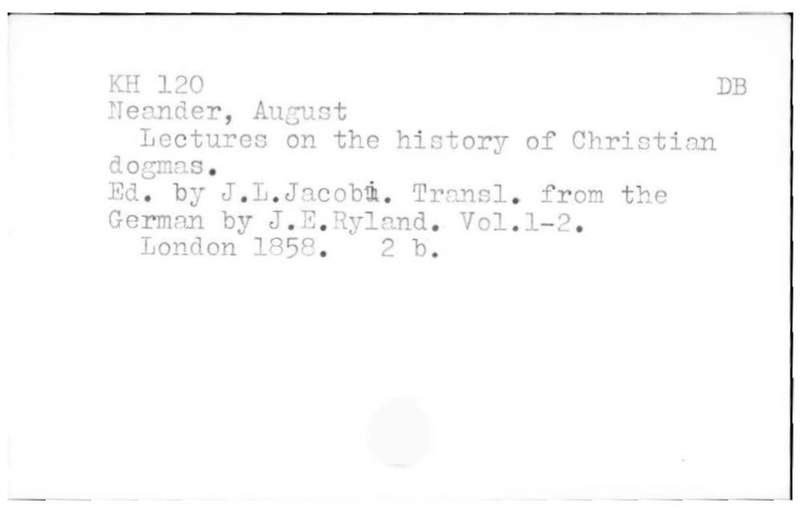 KH 120 DB
Neander, August
Lectures on the history of Christian
dogmas.
Ed. by J.L.Jacobi. Transl. from the
German by J.E.Ryland. Vol.1-2.
London 1858. 2 b.